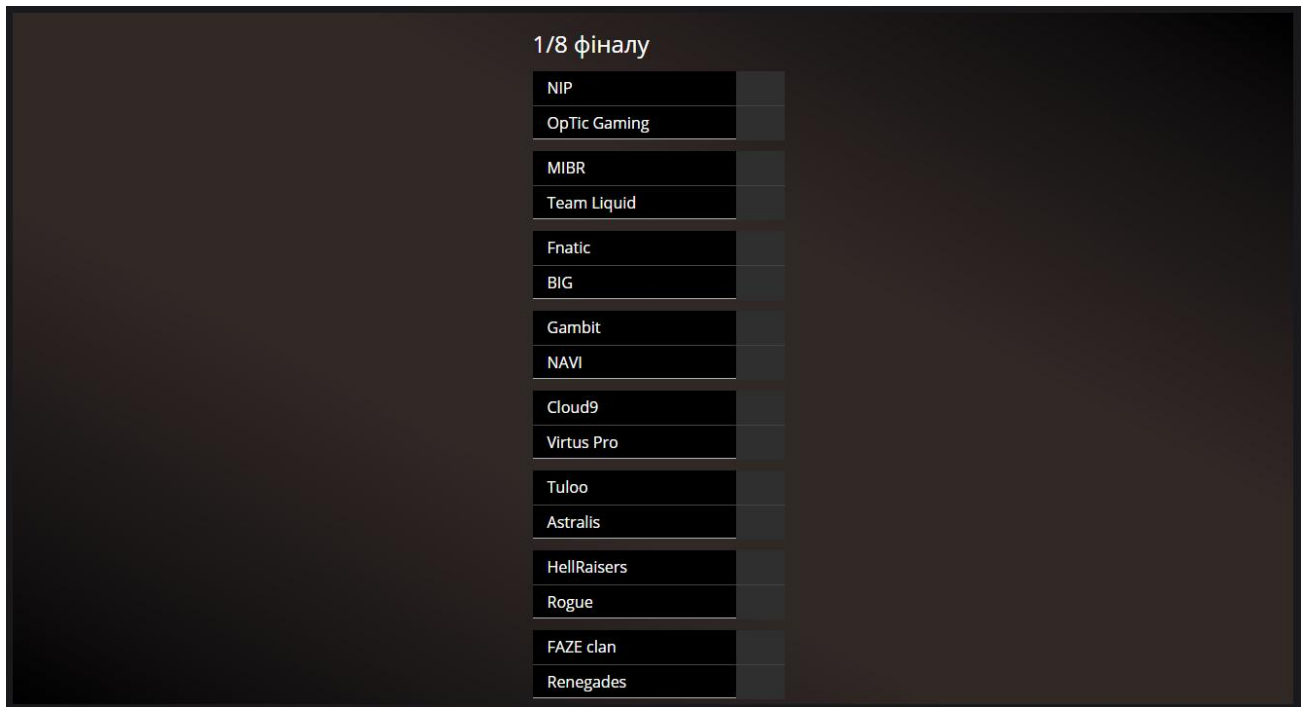 1/8 фіналу
NIP
OpTic Gaming
MIBR
Team Liquid
Fnatic
BIG
Gambit
NAVI
Cloud9
Virtus Pro
Tuloo
Astralis
HellRaisers
Rogue
FAZE clan
Renegades